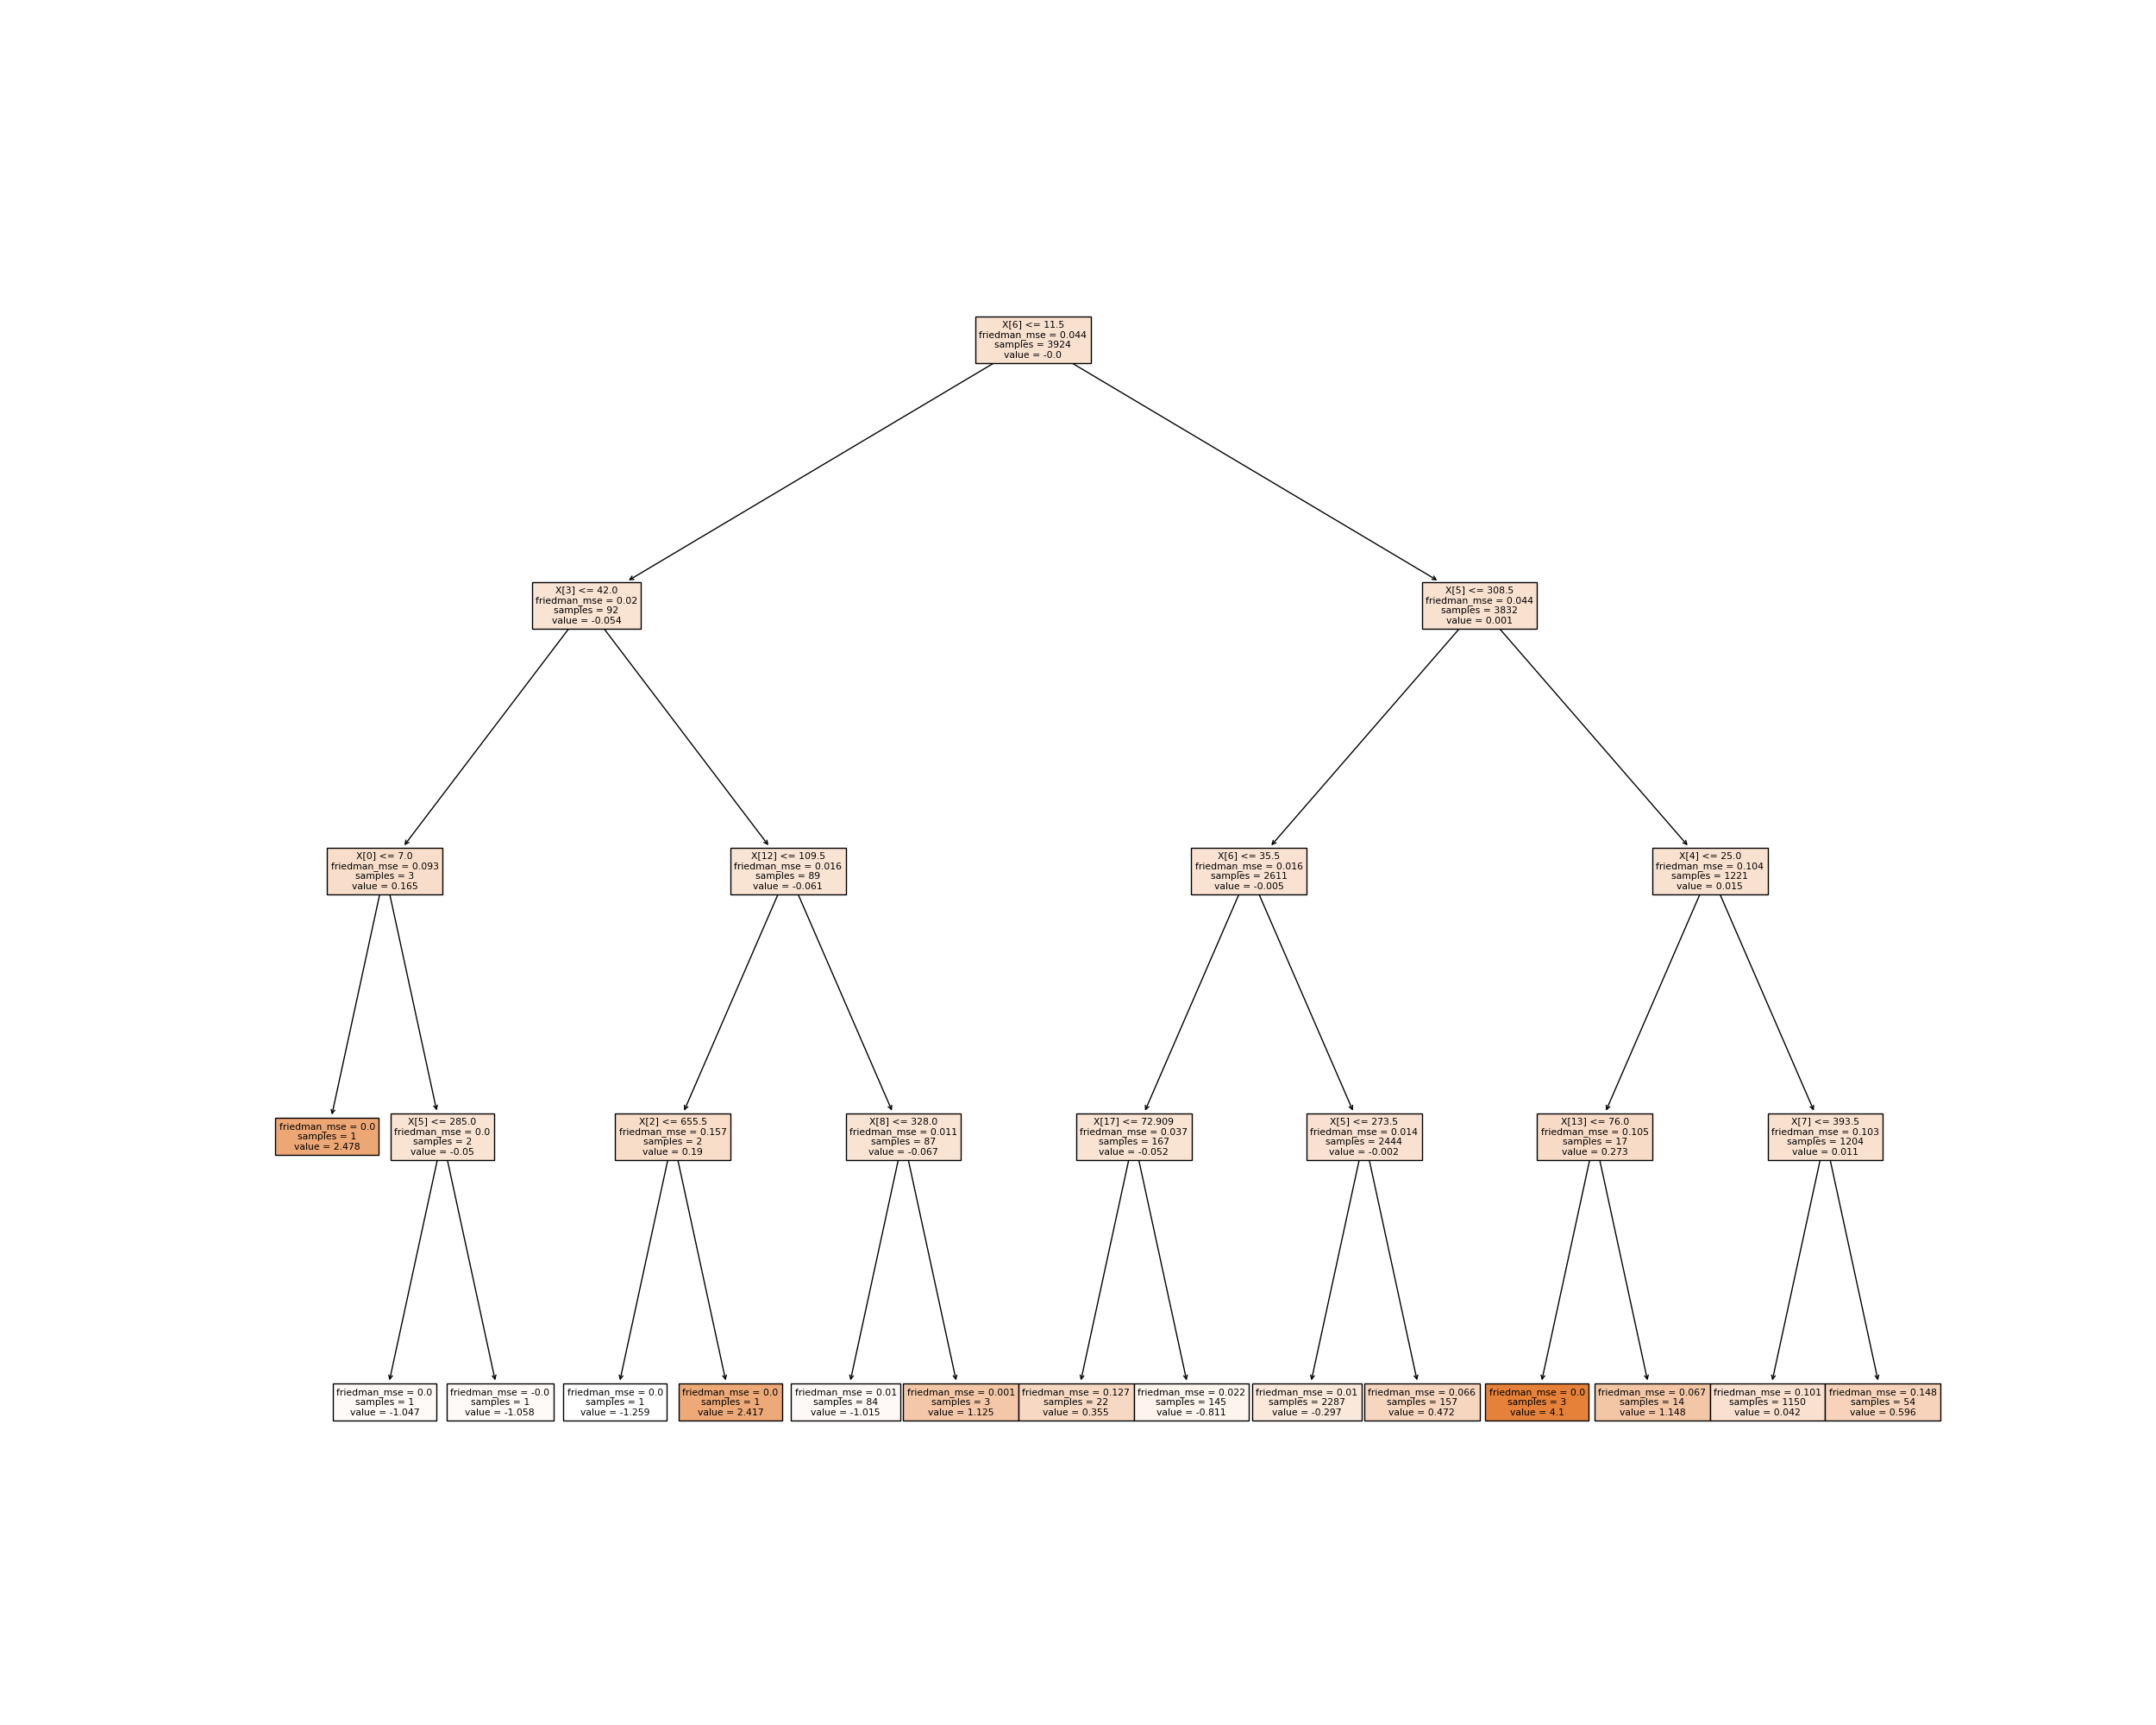 X[6] <= 11.5
friedman_mse = 0.044
samples = 3924
value = -0.0
X[3] <= 42.0
friedman_mse = 0.02
samples = 92
value = -0.054
X[5] <= 308.5
friedman_mse = 0.044
samples = 3832
value = 0.001
X[0] <= 7.0
friedman_mse = 0.093
samples = 3
value = 0.165
X[12] <= 109.5
friedman_mse = 0.016
samples = 89
value = -0.061
X[6] <= 35.5
friedman_mse = 0.016
samples = 2611
value = -0.005
X[4] <= 25.0
friedman_mse = 0.104
samples = 1221
value = 0.015
friedman_mse = 0.0
samples = 1
value = 2.478
X[5] <= 285.0
friedman_mse = 0.0
samples = 2
value = -0.05
X[2] <= 655.5
friedman_mse = 0.157
samples = 2
value = 0.19
X[8] <= 328.0
friedman_mse = 0.011
samples = 87
value = -0.067
X[17] <= 72.909
friedman_mse = 0.037
samples = 167
value = -0.052
X[5] <= 273.5
friedman_mse = 0.014
samples = 2444
value = -0.002
X[13] <= 76.0
friedman_mse = 0.105
samples = 17
value = 0.273
X[7] <= 393.5
friedman_mse = 0.103
samples = 1204
value = 0.011
friedman_mse = 0.0
samples = 1
value = -1.047
friedman_mse = -0.0
samples = 1
value = -1.058
friedman_mse = 0.0
samples = 1
value = -1.259
friedman_mse = 0.0
samples = 1
value = 2.417
friedman_mse = 0.01
samples = 84
value = -1.015
friedman_mse = 0.001
samples = 3
value = 1.125
friedman_mse = 0.127
samples = 22
value = 0.355
friedman_mse = 0.022
samples = 145
value = -0.811
friedman_mse = 0.01
samples = 2287
value = -0.297
friedman_mse = 0.066
samples = 157
value = 0.472
friedman_mse = 0.0
samples = 3
value = 4.1
friedman_mse = 0.067
samples = 14
value = 1.148
friedman_mse = 0.101
samples = 1150
value = 0.042
friedman_mse = 0.148
samples = 54
value = 0.596